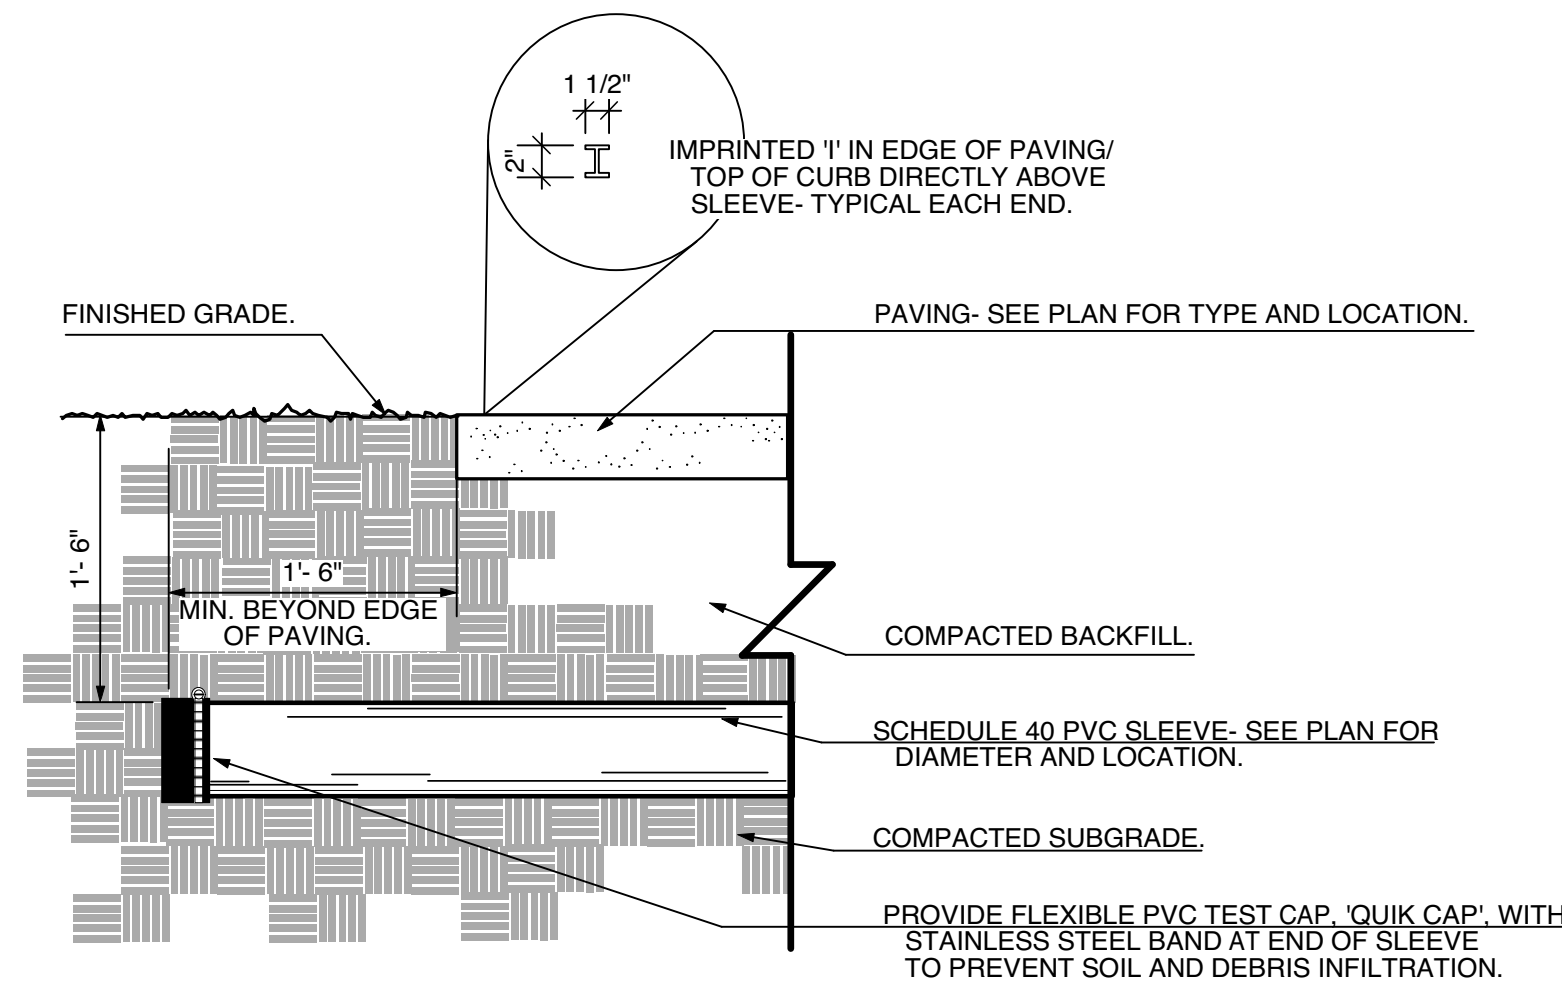 1 1/2"
2"
IMPRINTED 'I' IN EDGE OF PAVING/
TOP OF CURB DIRECTLY ABOVE
SLEEVE- TYPICAL EACH END.
FINISHED GRADE.
PAVING- SEE PLAN FOR TYPE AND LOCATION.
1'- 6"
1'- 6"
MIN. BEYOND EDGE
OF PAVING.
COMPACTED BACKFILL.
SCHEDULE 40 PVC SLEEVE- SEE PLAN FOR
DIAMETER AND LOCATION.
COMPACTED SUBGRADE.
PROVIDE FLEXIBLE PVC TEST CAP, 'QUIK CAP', WITH
STAINLESS STEEL BAND AT END OF SLEEVE
TO PREVENT SOIL AND DEBRIS INFILTRATION.